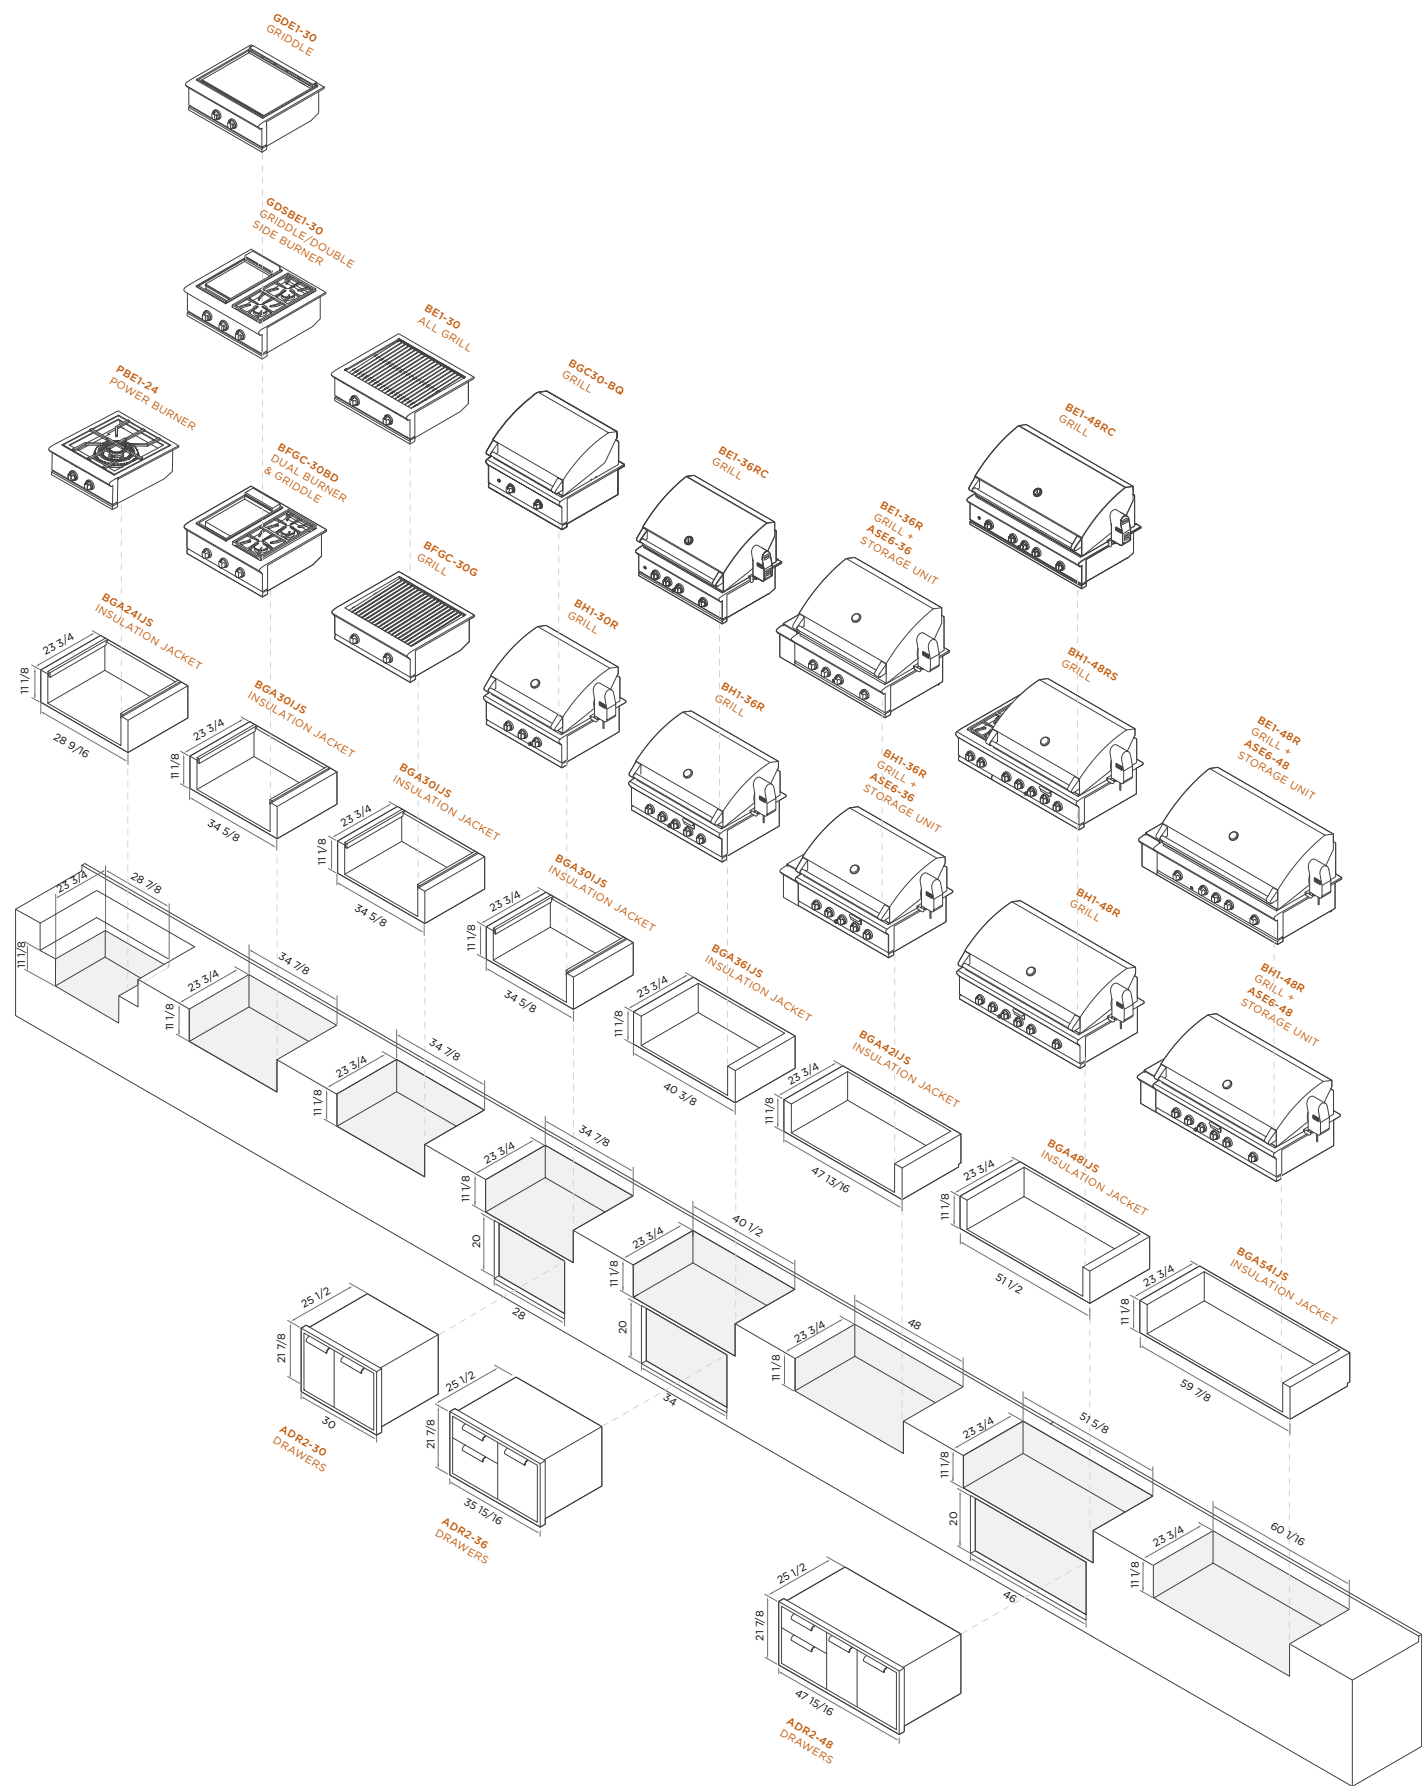 GDE1-30
GRIDDLE
GDSBE1-30
GRIDDLE/DOUBLE
SIDE BURNER
BE1-30
ALL GRILL
PBE1-24
POWER BURNER
BGC30-BQ
GRILL
BE1-48RC
GRILL
BFGC-30BD
DUAL BURNER
& GRIDDLE
BE1-36RC
GRILL
BE1-36R
GRILL +
ASE6-36
STORAGE UNIT
BFGC-30G
GRILL
BH1-30R
GRILL
BH1-48RS
GRILL
BGA24IJS
INSULATION JACKET
23 3/4
11 1/8
28 9/16
BH1-36R
GRILL
BGA30IJS
INSULATION JACKET
23 3/4
11 1/8
34 5/8
BE1-48R
GRILL +
ASE6-48
STORAGE UNIT
BH1-36R
GRILL +
ASE6-36
STORAGE UNIT
BGA30IJS
INSULATION JACKET
23 3/4
11 1/8
34 5/8
BGA30IJS
INSULATION JACKET
23 3/4
11 1/8
34 5/8
BH1-48R
GRILL
23 3/4
28 7/8
11 1/8
BGA36IJS
INSULATION JACKET
23 3/4
11 1/8
40 3/8
BH1-48R
GRILL +
ASE6-48
STORAGE UNIT
34 7/8
23 3/4
11 1/8
BGA42IJS
INSULATION JACKET
23 3/4
11 1/8
47 13/16
34 7/8
23 3/4
11 1/8
34 7/8
23 3/4
11 1/8
20
28
BGA48IJS
INSULATION JACKET
23 3/4
11 1/8
51 1/2
40 1/2
23 3/4
11 1/8
20
34
BGA54IJS
INSULATION JACKET
23 3/4
11 1/8
59 7/8
25 1/2
21 7/8
30
ADR2-30
DRAWERS
48
23 3/4
11 1/8
25 1/2
21 7/8
35 15/16
ADR2-36
DRAWERS
51 5/8
23 3/4
11 1/8
20
46
60 1/16
23 3/4
11 1/8
25 1/2
21 7/8
47 15/16
ADR2-48
DRAWERS